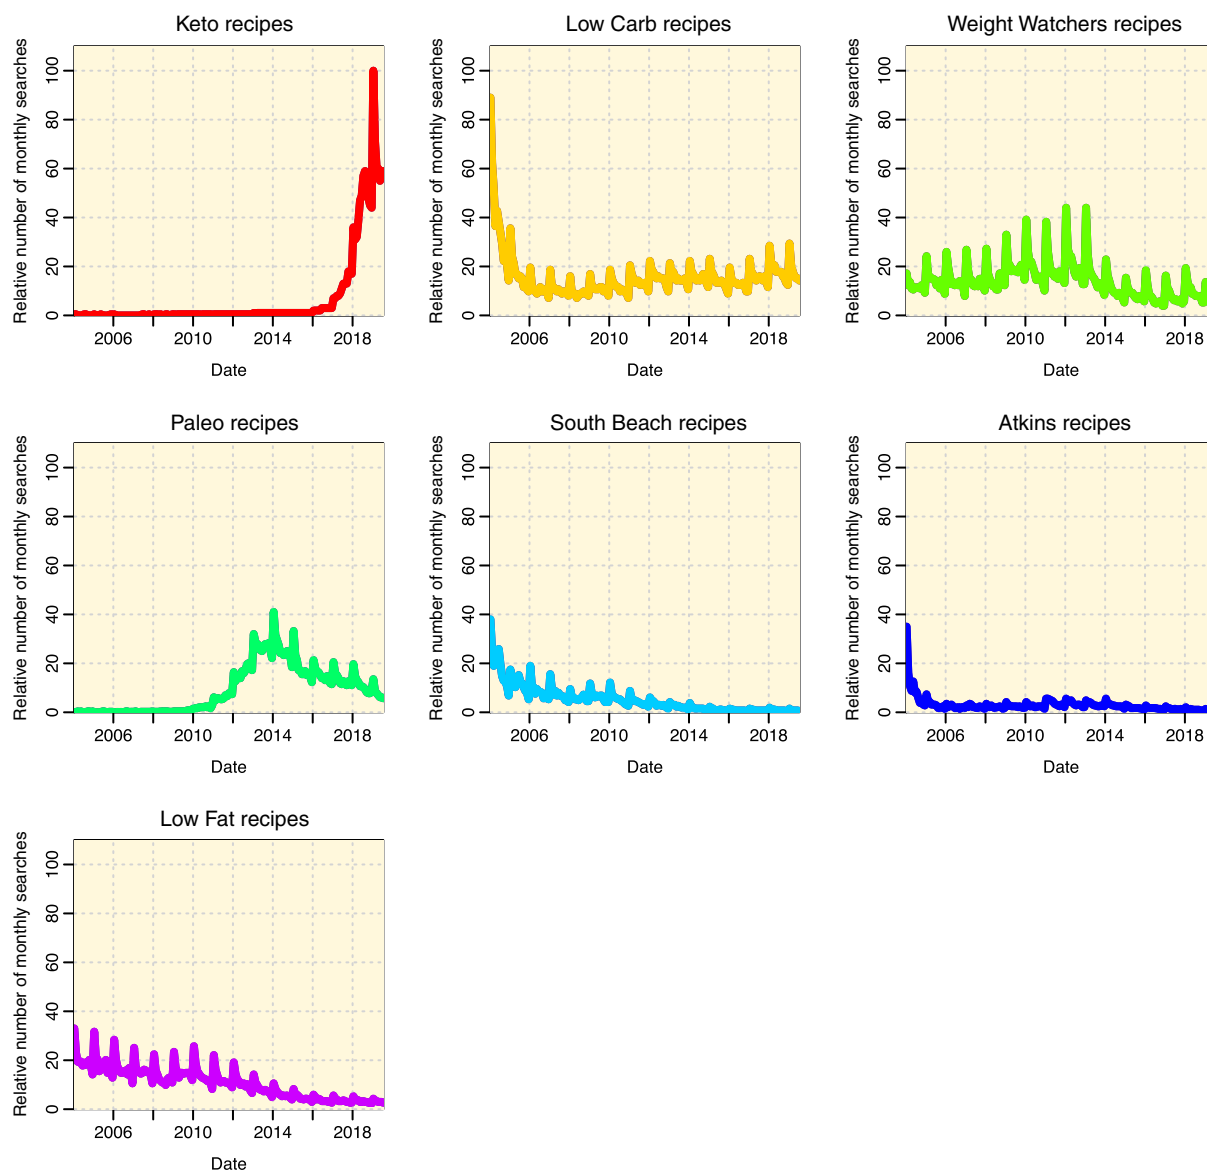 Keto recipes
Relative number of monthly searches
0 20 40 60 80 100
2006 2010 2014 2018
Date
Low Carb recipes
Relative number of monthly searches
0 20 40 60 80 100
2006 2010 2014 2018
Date
Weight Watchers recipes
Relative number of monthly searches
0 20 40 60 80 100
2006 2010 2014 2018
Date
Paleo recipes
Relative number of monthly searches
0 20 40 60 80 100
2006 2010 2014 2018
Date
South Beach recipes
Relative number of monthly searches
0 20 40 60 80 100
2006 2010 2014 2018
Date
Atkins recipes
Relative number of monthly searches
0 20 40 60 80 100
2006 2010 2014 2018
Date
Low Fat recipes
Relative number of monthly searches
0 20 40 60 80 100
2006 2010 2014 2018
Date